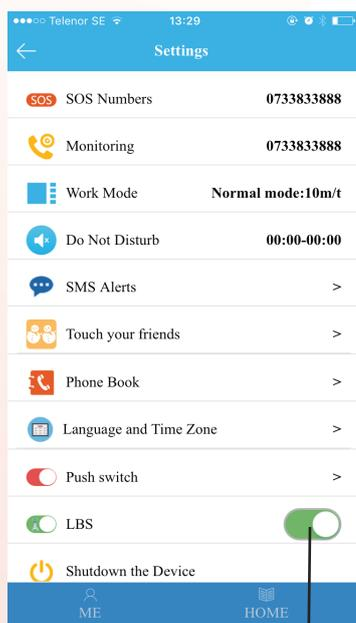 Telenor SE 13:29
Settings
SOS SOS Numbers 0733833888
Monitoring 0733833888
Work Mode Normal mode:10m/t
Do Not Disturb 00:00-00:00
SMS Alerts >
Touch your friends >
Phone Book >
Language and Time Zone >
Push switch >
LBS
Shutdown the Device
ME HOME